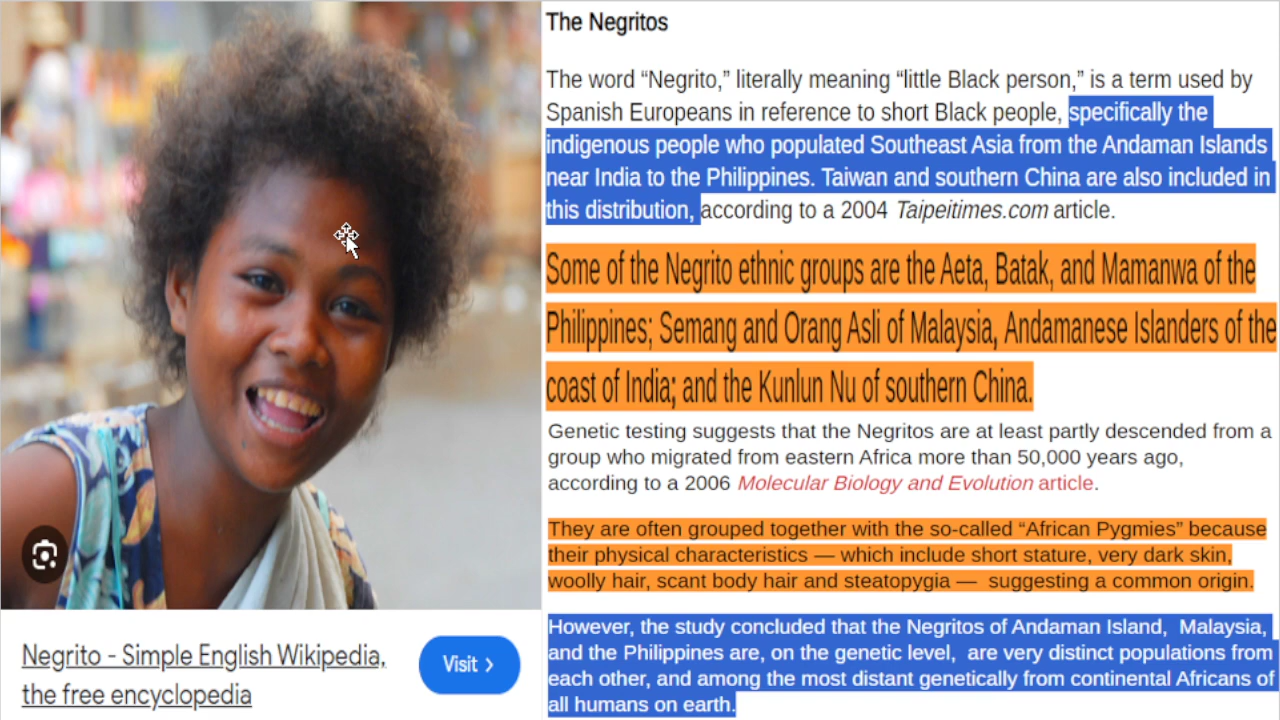 The Negritos
The word “Negrito,” literally meaning “little Black person,” is a term used by
Spanish Europeans in reference to short Black people, specifically the
indigenous people who populated Southeast Asia from the Andaman Islands
near India to the Philippines. Taiwan and southern China are also included in
this distribution, according to a 2004 Taipeitimes.com article.
Some of the Negrito ethnic groups are the Aeta, Batak, and Mamanwa of the
Philippines; Semang and Orang Asli of Malaysia, Andamanese Islanders of the
coast of India; and the Kunlun Nu of southern China.
Genetic testing suggests that the Negritos are at least partly descended from a
group who migrated from eastern Africa more than 50,000 years ago,
according to a 2006 Molecular Biology and Evolution article.
They are often grouped together with the so-called “African Pygmies” because
their physical characteristics — which include short stature, very dark skin,
woolly hair, scant body hair and steatopygia — suggesting a common origin.
However, the study concluded that the Negritos of Andaman Island, Malaysia,
and the Philippines are, on the genetic level, are very distinct populations from
each other, and among the most distant genetically from continental Africans of
all humans on earth.
Negrito - Simple English Wikipedia,
the free encyclopedia
Visit